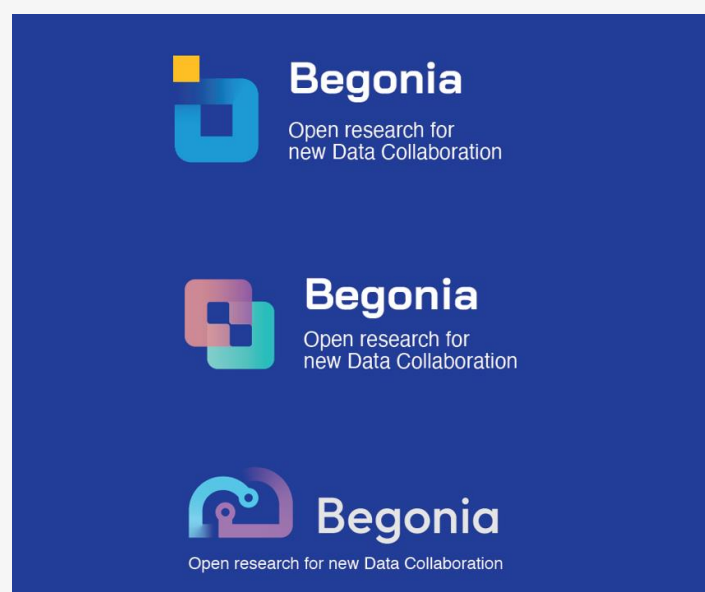 Begonia
Open research for
new Data Collaboration
Begonia
Open research for
new Data Collaboration
Begonia
Open research for new Data Collaboration